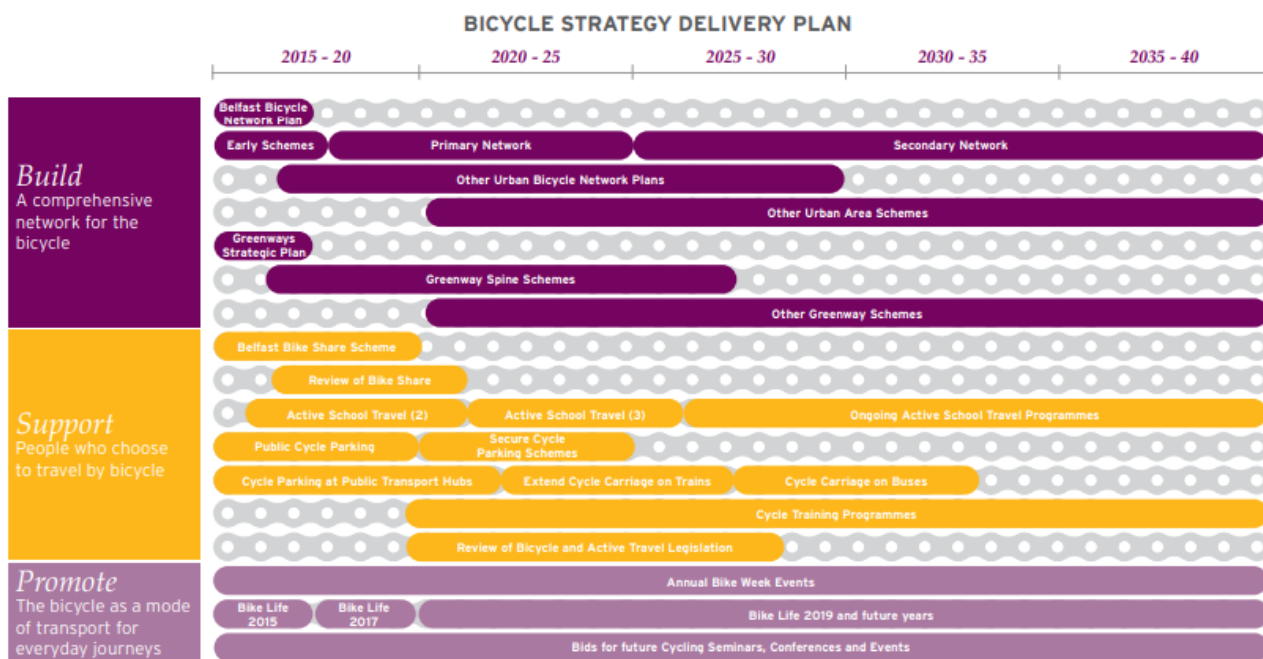 BICYCLE STRATEGY DELIVERY PLAN
2015 - 20
2020 - 25
2025 - 30
2030 - 35
2035 - 40
Build
A comprehensive
network for the
bicycle
Belfast Bicycle
Network Plan
Early Schemes
Primary Network
Secondary Network
Other Urban Bicycle Network Plans
Other Urban Area Schemes
Greenways
Strategic Plan
Greenway Spine Schemes
Other Greenway Schemes
Support
People who choose
to travel by bicycle
Belfast Bike Share Scheme
Review of Bike Share
Active School Travel (2)
Active School Travel (3)
Ongoing Active School Travel Programmes
Public Cycle Parking
Secure Cycle
Parking Schemes
Cycle Parking at Public Transport Hubs
Extend Cycle Carriage on Trains
Cycle Carriage on Buses
Cycle Training Programmes
Review of Bicycle and Active Travel Legislation
Promote
The bicycle as a mode
of transport for
everyday journeys
Annual Bike Week Events
Bike Life
2015
Bike Life
2017
Bike Life 2019 and future years
Bids for future Cycling Seminars, Conferences and Events